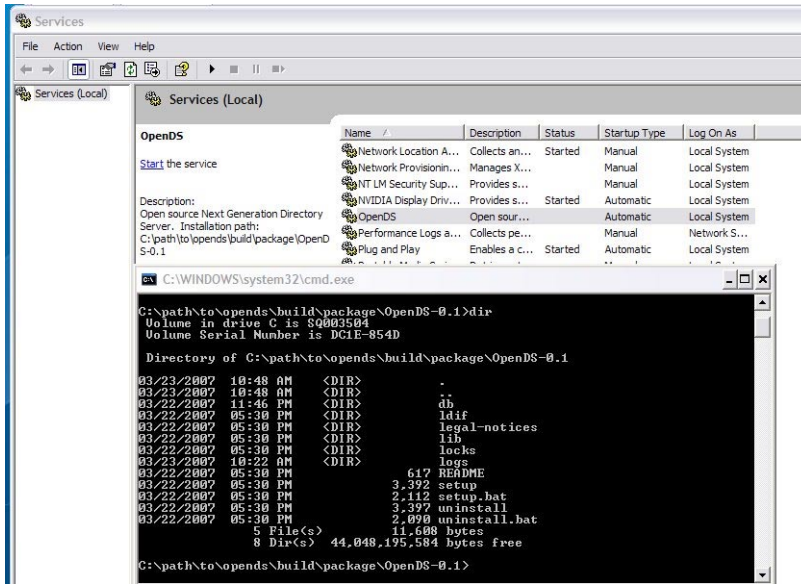 Services
File Action View Help
Services (Local)
Services (Local)
OpenDS
Start the service
Description:
Open source Next Generation Directory
Server. Installation path:
C:\path\to\opends\build\package\OpenD
S-0.1
Name Description Status Startup Type Log On As
Network Location A... Collects an... Started Manual Local System
Network Provisionin... Manages X... Manual Local System
NT LM Security Sup... Provides s... Manual Local System
NVIDIA Display Driv... Provides s... Started Automatic Local System
OpenDS Open sour... Automatic Local System
Performance Logs a... Collects pe... Manual Network S...
Plug and Play Enables a c... Started Automatic Local System
C:\WINDOWS\system32\cmd.exe
C:\path\to\opends\build\package\OpenDS-0.1>dir
Volume in drive C is SQ003504
Volume Serial Number is DC1E-854D
Directory of C:\path\to\opends\build\package\OpenDS-0.1
03/23/2007 10:48 AM <DIR> .
03/23/2007 10:48 AM <DIR> ..
03/22/2007 11:46 PM <DIR> db
03/22/2007 05:30 PM <DIR> ldif
03/22/2007 05:30 PM <DIR> legal-notices
03/22/2007 05:30 PM <DIR> lib
03/22/2007 05:30 PM <DIR> locks
03/23/2007 10:22 AM <DIR> logs
03/22/2007 05:30 PM 617 README
03/22/2007 05:30 PM 3,392 setup
03/22/2007 05:30 PM 2,112 setup.bat
03/22/2007 05:30 PM 3,397 uninstall
03/22/2007 05:30 PM 2,090 uninstall.bat
5 File(s) 11,608 bytes
8 Dir(s) 44,048,195,584 bytes free
C:\path\to\opends\build\package\OpenDS-0.1>